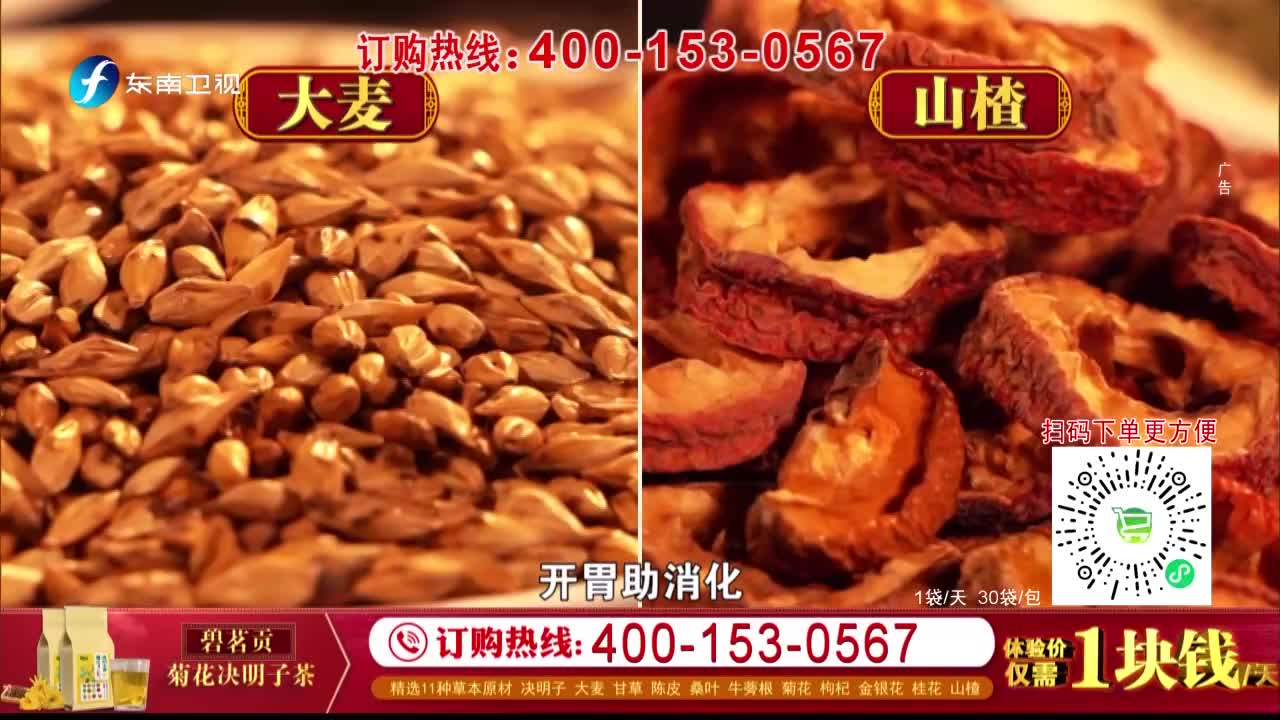 订购热线:400-153-0567
东南卫视
大麦
山楂
广告
扫码下单更方便
开胃助消化
1袋/天 30袋/包
碧茗贡
菊花决明子茶
订购热线:400-153-0567
精选11种草本原材 决明子 大麦 甘草 陈皮 桑叶 牛蒡根 菊花 枸杞 金银花 桂花 山楂
体验价
仅需
1块钱/天